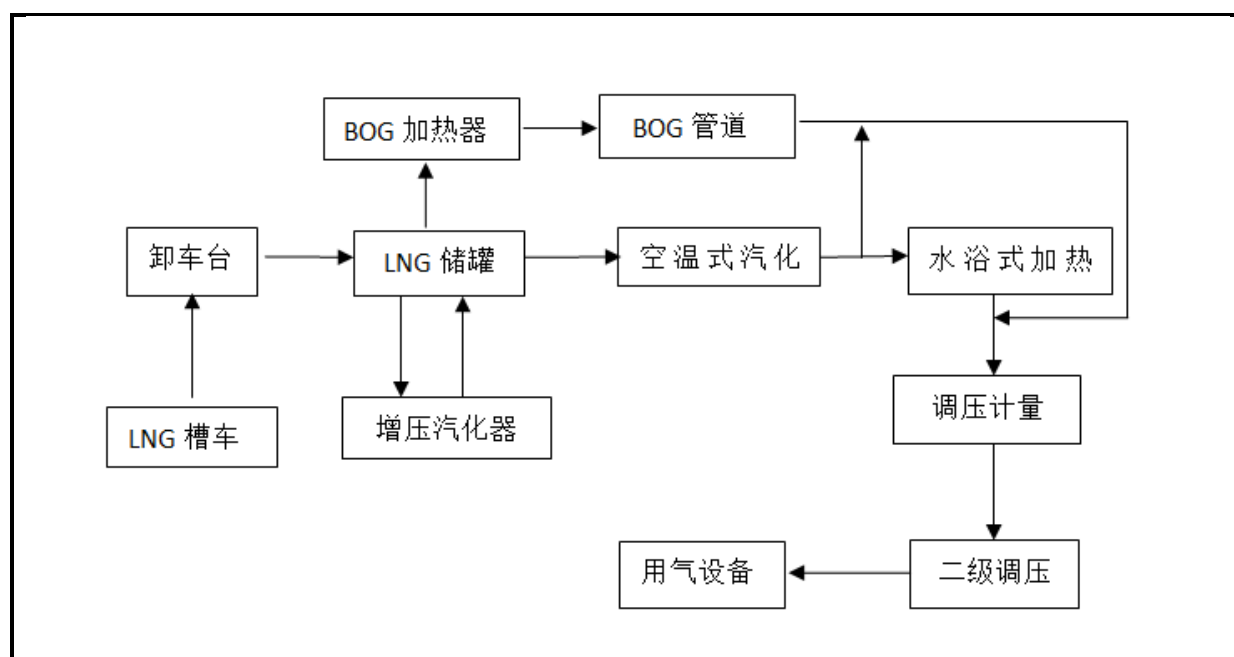 BOG 加热器
BOG 管道
卸车台
LNG 储罐
空温式汽化
水浴式加热
LNG 槽车
增压汽化器
调压计量
用气设备
二级调压